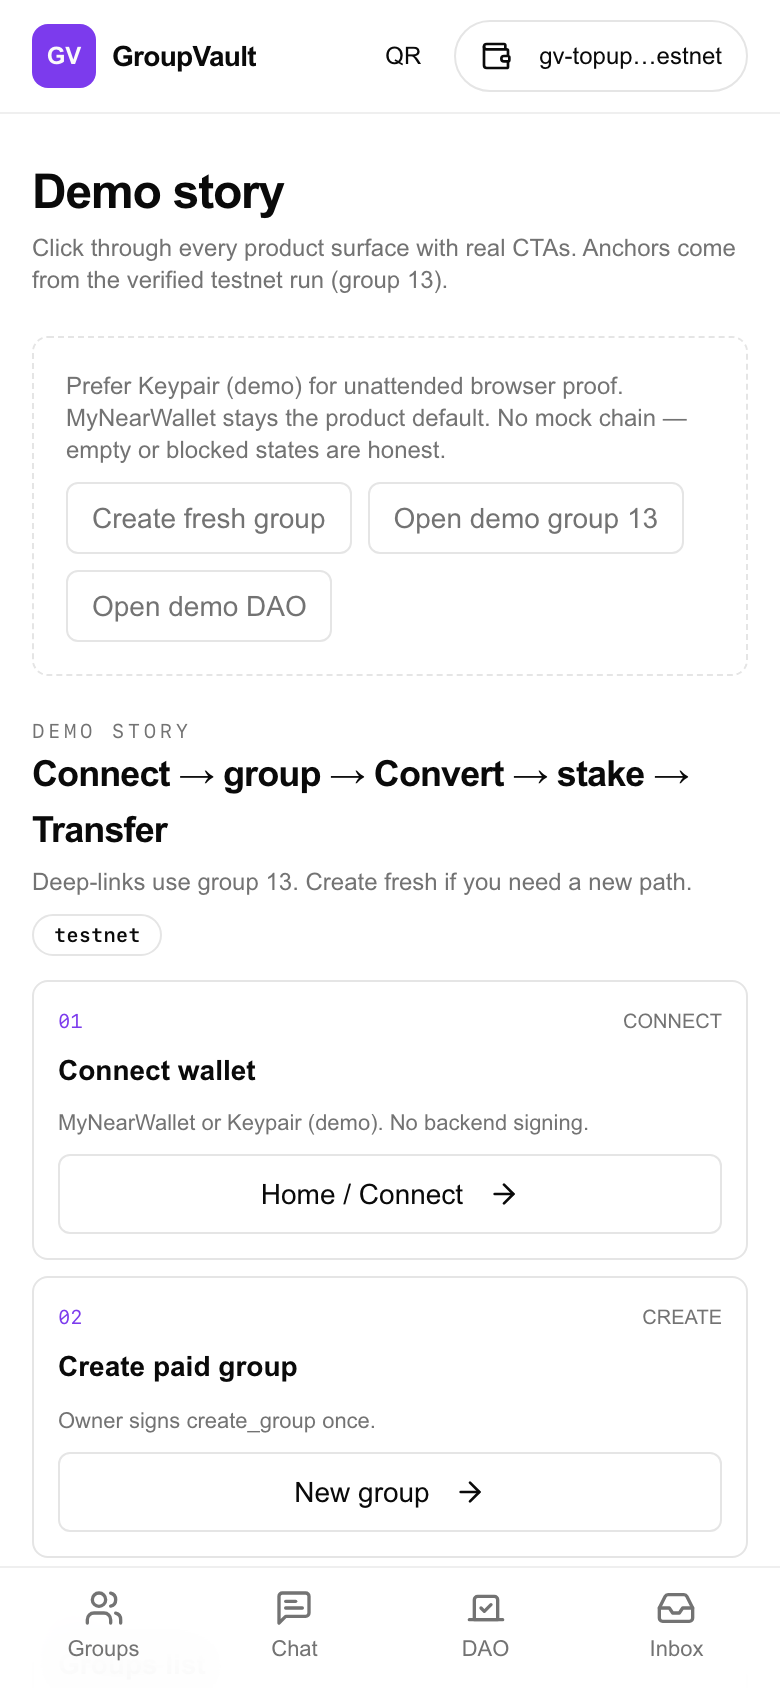 GV GroupVault QR gv-topup...estnet
Demo story
Click through every product surface with real CTAs. Anchors come
from the verified testnet run (group 13).
Prefer Keypair (demo) for unattended browser proof.
MyNearWallet stays the product default. No mock chain —
empty or blocked states are honest.
Create fresh group Open demo group 13
Open demo DAO
DEMO STORY
Connect → group → Convert → stake →
Transfer
Deep-links use group 13. Create fresh if you need a new path.
testnet
01 CONNECT
Connect wallet
MyNearWallet or Keypair (demo). No backend signing.
Home / Connect →
02 CREATE
Create paid group
Owner signs create_group once.
New group →
Groups Chat DAO Inbox
Groups list